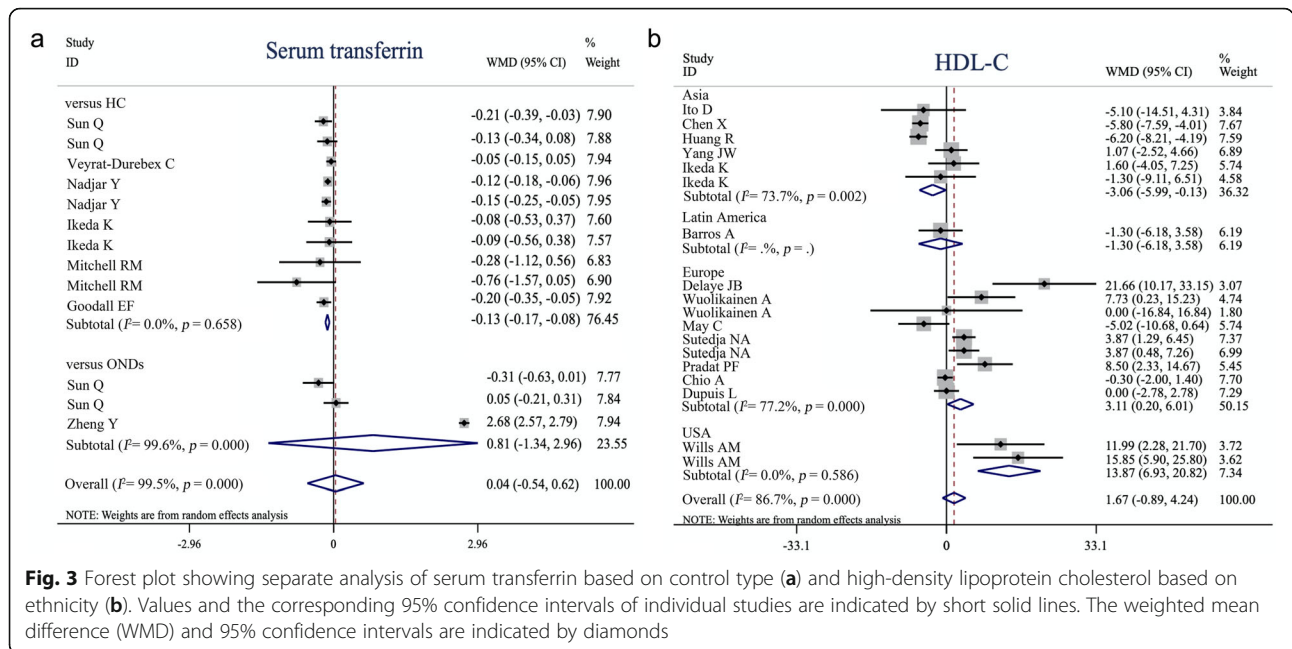 a
Study
ID
Serum transferrin
WMD (95% CI)
%
Weight
versus HC
Sun Q -0.21 (-0.39, -0.03) 7.90
Sun Q -0.13 (-0.34, 0.08) 7.88
Veyrat-Durebex C -0.05 (-0.15, 0.05) 7.94
Nadjar Y -0.12 (-0.18, -0.06) 7.96
Nadjar Y -0.15 (-0.25, -0.05) 7.95
Ikeda K -0.08 (-0.53, 0.37) 7.60
Ikeda K -0.09 (-0.56, 0.38) 7.57
Mitchell RM -0.28 (-1.12, 0.56) 6.83
Mitchell RM -0.76 (-1.57, 0.05) 6.90
Goodall EF -0.20 (-0.35, -0.05) 7.92
Subtotal (I²= 0.0%, p = 0.658) -0.13 (-0.17, -0.08) 76.45
versus ONDs
Sun Q -0.31 (-0.63, 0.01) 7.77
Sun Q 0.05 (-0.21, 0.31) 7.84
Zheng Y 2.68 (2.57, 2.79) 7.94
Subtotal (I²= 99.6%, p = 0.000) 0.81 (-1.34, 2.96) 23.55
Overall (I²= 99.5%, p = 0.000) 0.04 (-0.54, 0.62) 100.00
NOTE: Weights are from random effects analysis
-2.96 0 2.96
b
Study
ID
HDL-C
WMD (95% CI)
%
Weight
Asia
Ito D -5.10 (-14.51, 4.31) 3.84
Chen X -5.80 (-7.59, -4.01) 7.67
Huang R -6.20 (-8.21, -4.19) 7.59
Yang JW 1.07 (-2.52, 4.66) 6.89
Ikeda K 1.60 (-4.05, 7.25) 5.74
Ikeda K -1.30 (-9.11, 6.51) 4.58
Subtotal (I²= 73.7%, p = 0.002) -3.06 (-5.99, -0.13) 36.32
Latin America
Barros A -1.30 (-6.18, 3.58) 6.19
Subtotal (I²= .%, p = .) -1.30 (-6.18, 3.58) 6.19
Europe
Delaye JB 21.66 (10.17, 33.15) 3.07
Wuolikainen A 7.73 (0.23, 15.23) 4.74
Wuolikainen A 0.00 (-16.84, 16.84) 1.80
May C -5.02 (-10.68, 0.64) 5.74
Sutedja NA 3.87 (1.29, 6.45) 7.37
Sutedja NA 3.87 (0.48, 7.26) 6.99
Pradat PF 8.50 (2.33, 14.67) 5.45
Chio A -0.30 (-2.00, 1.40) 7.70
Dupuis L 0.00 (-2.78, 2.78) 7.29
Subtotal (I²= 77.2%, p = 0.000) 3.11 (0.20, 6.01) 50.15
USA
Wills AM 11.99 (2.28, 21.70) 3.72
Wills AM 15.85 (5.90, 25.80) 3.62
Subtotal (I²= 0.0%, p = 0.586) 13.87 (6.93, 20.82) 7.34
Overall (I²= 86.7%, p = 0.000) 1.67 (-0.89, 4.24) 100.00
NOTE: Weights are from random effects analysis
-33.1 0 33.1
Fig. 3 Forest plot showing separate analysis of serum transferrin based on control type (a) and high-density lipoprotein cholesterol based on
ethnicity (b). Values and the corresponding 95% confidence intervals of individual studies are indicated by short solid lines. The weighted mean
difference (WMD) and 95% confidence intervals are indicated by diamonds